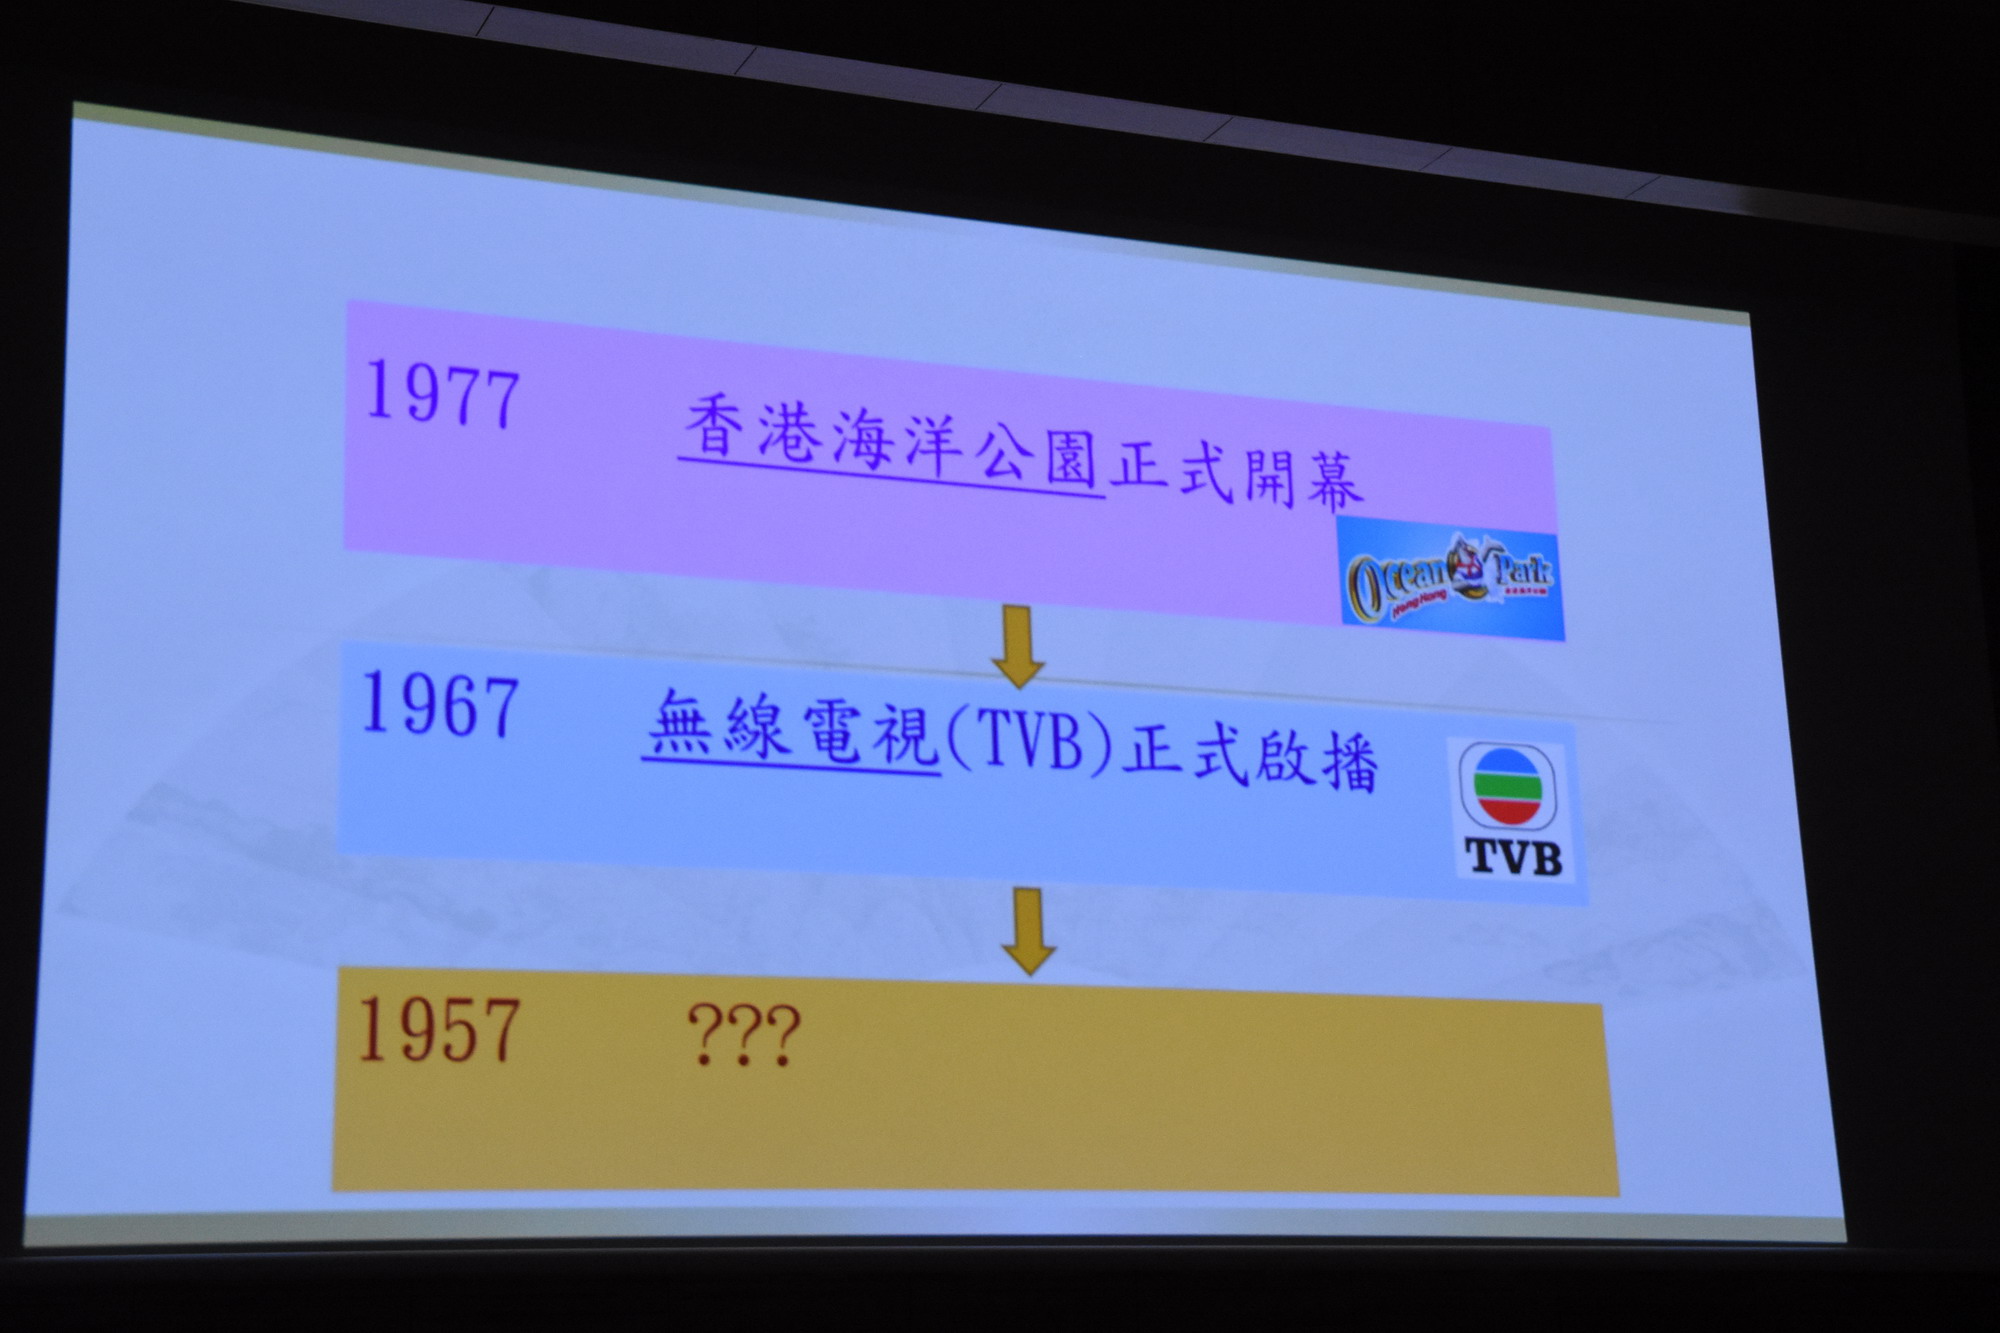 1977 香港海洋公園正式開幕
Ocean Park
Hong Kong
1967 無線電視(TVB)正式啟播
TVB
1957 ???